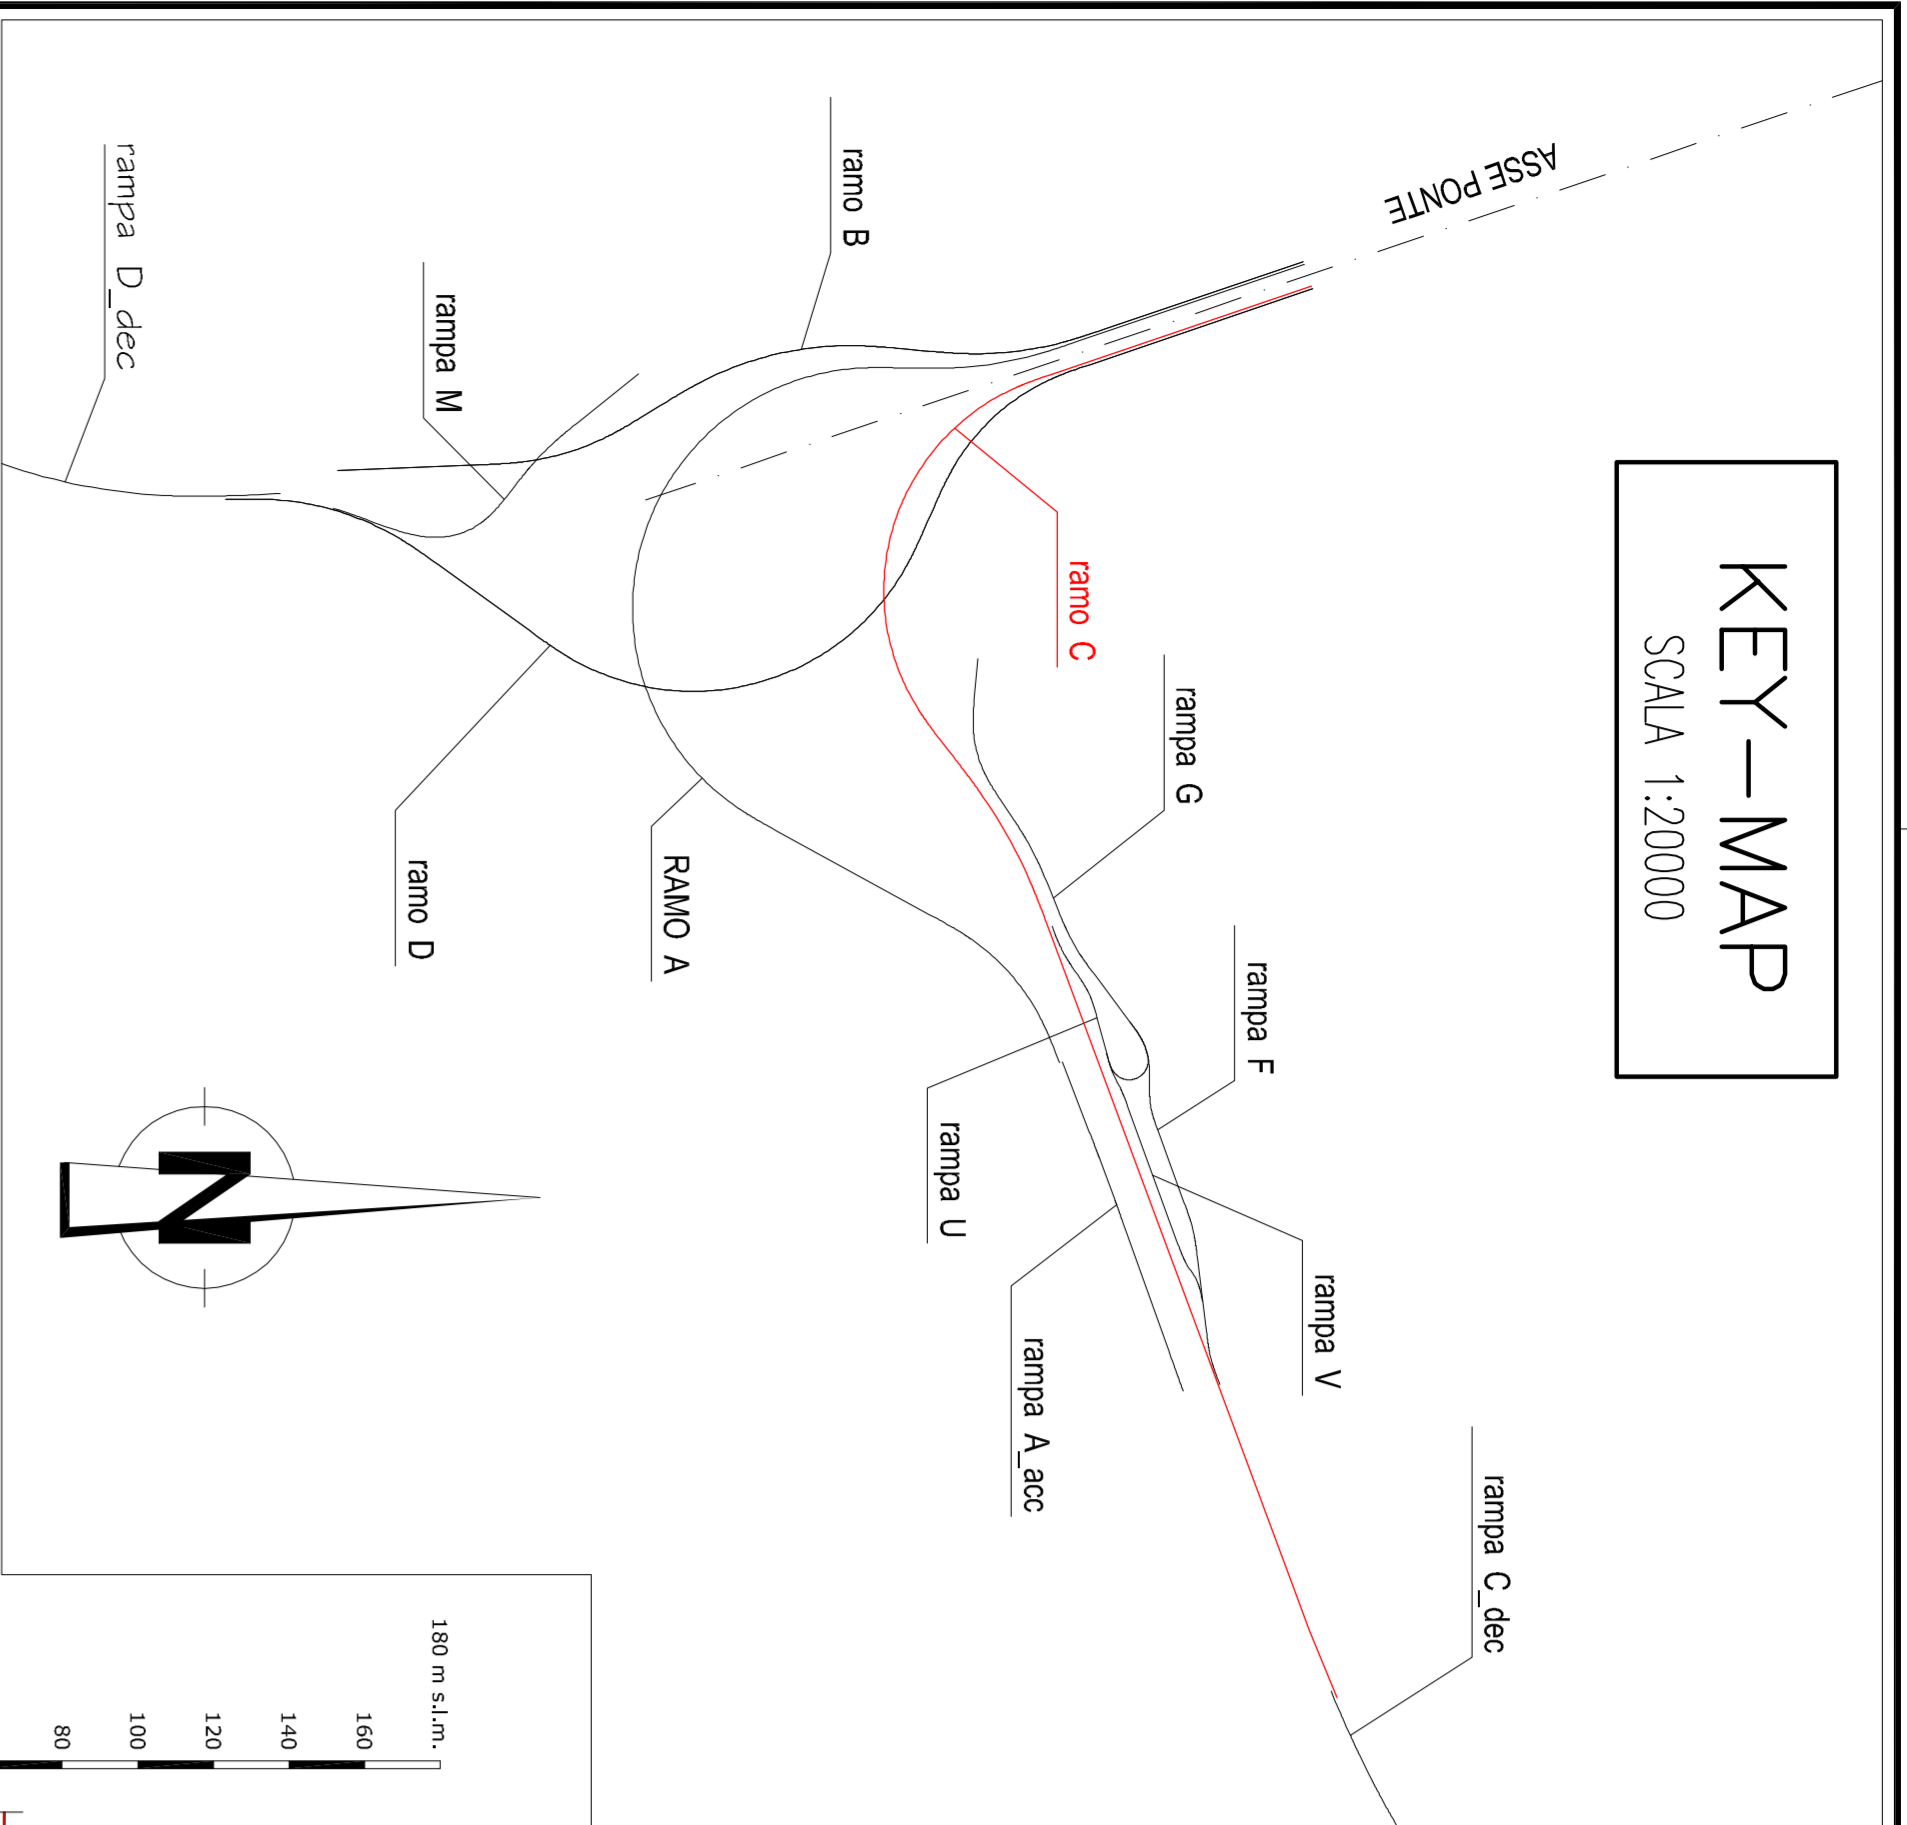 KEY-MAP
SCALA 1:20000
ASSE PONTE
rampa C_dec
rampa V
rampa F
rampa G
ramo C
rampa A_acc
rampa U
ramo B
RAMO A
rampa M
ramo D
rampa D_dec
N
180 m s.l.m.
160
140
120
100
80